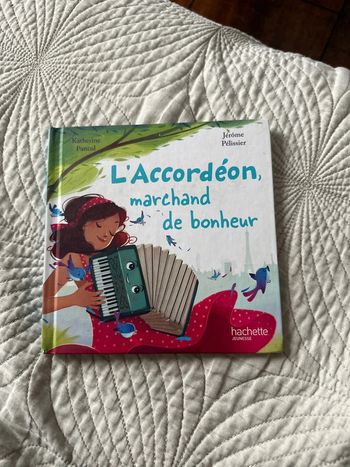 Katherine
Pancol
Jérôme
Pélissier
L'Accordéon,
marchand
de bonheur
hachette
JEUNESSE